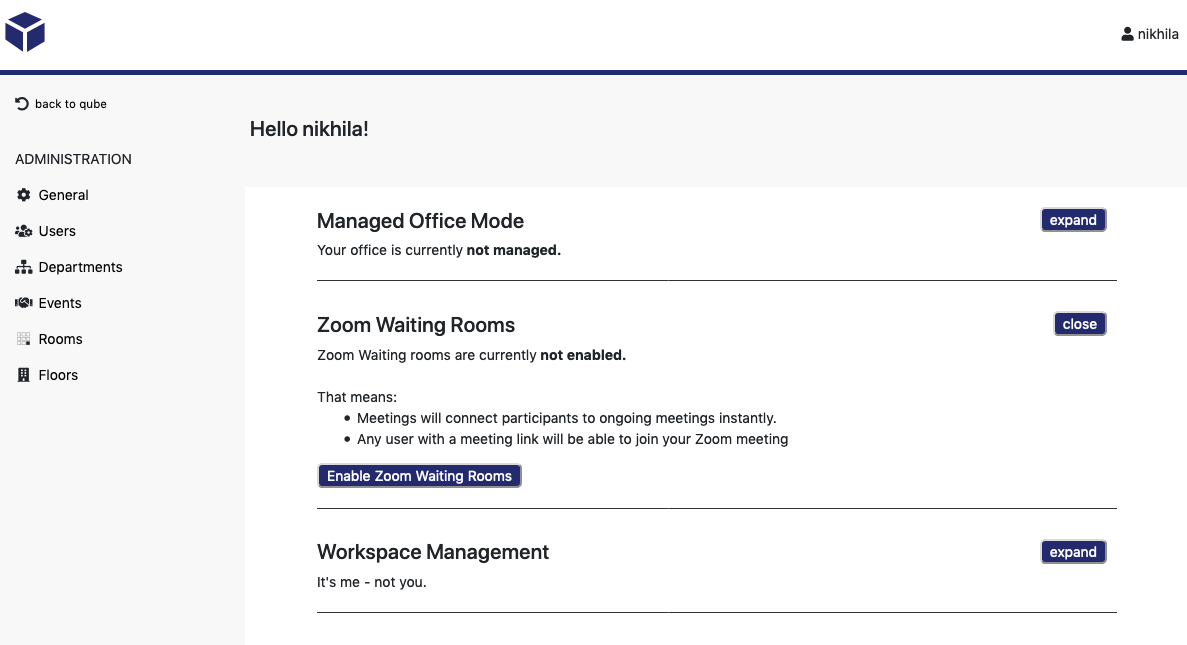 nikhila
back to qube
Hello nikhila!
ADMINISTRATION
General
Users
Departments
Events
Rooms
Floors
Managed Office Mode
expand
Your office is currently not managed.
Zoom Waiting Rooms
close
Zoom Waiting rooms are currently not enabled.
That means:
Meetings will connect participants to ongoing meetings instantly.
Any user with a meeting link will be able to join your Zoom meeting
Enable Zoom Waiting Rooms
Workspace Management
expand
It's me - not you.